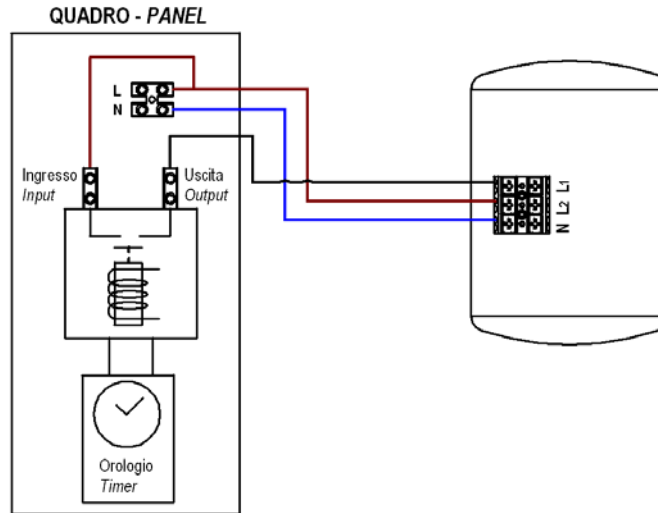 QUADRO - PANEL
L
N
Ingresso
Input
Uscita
Output
L1
L2
N
Orologio
Timer